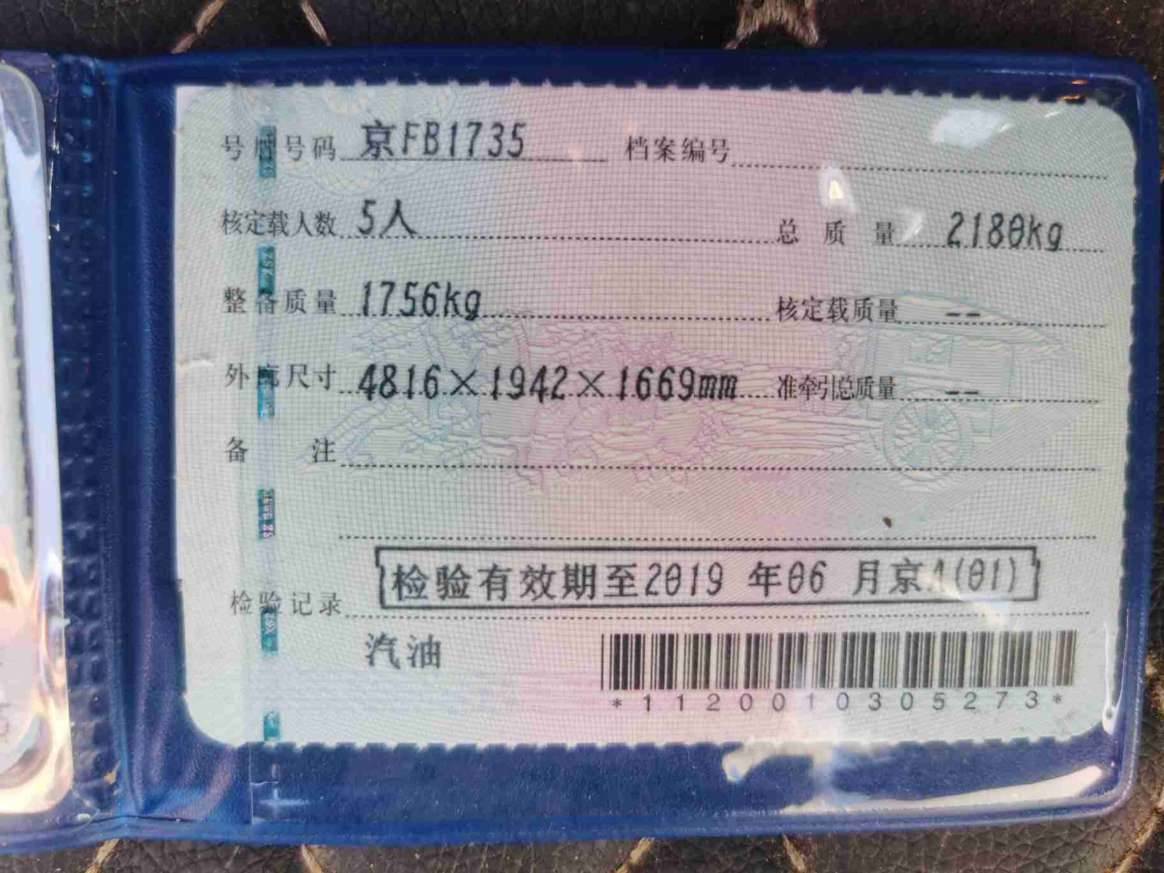 号牌号码 京FB1735 档案编号
核定载人数 5人 总质量 2180kg
整备质量 1756kg 核定载质量 --
外廓尺寸 4816×1942×1669mm 准牵引总质量 --
备注
检验记录 检验有效期至2019年06月京A(01)
汽油
*1120010305273*